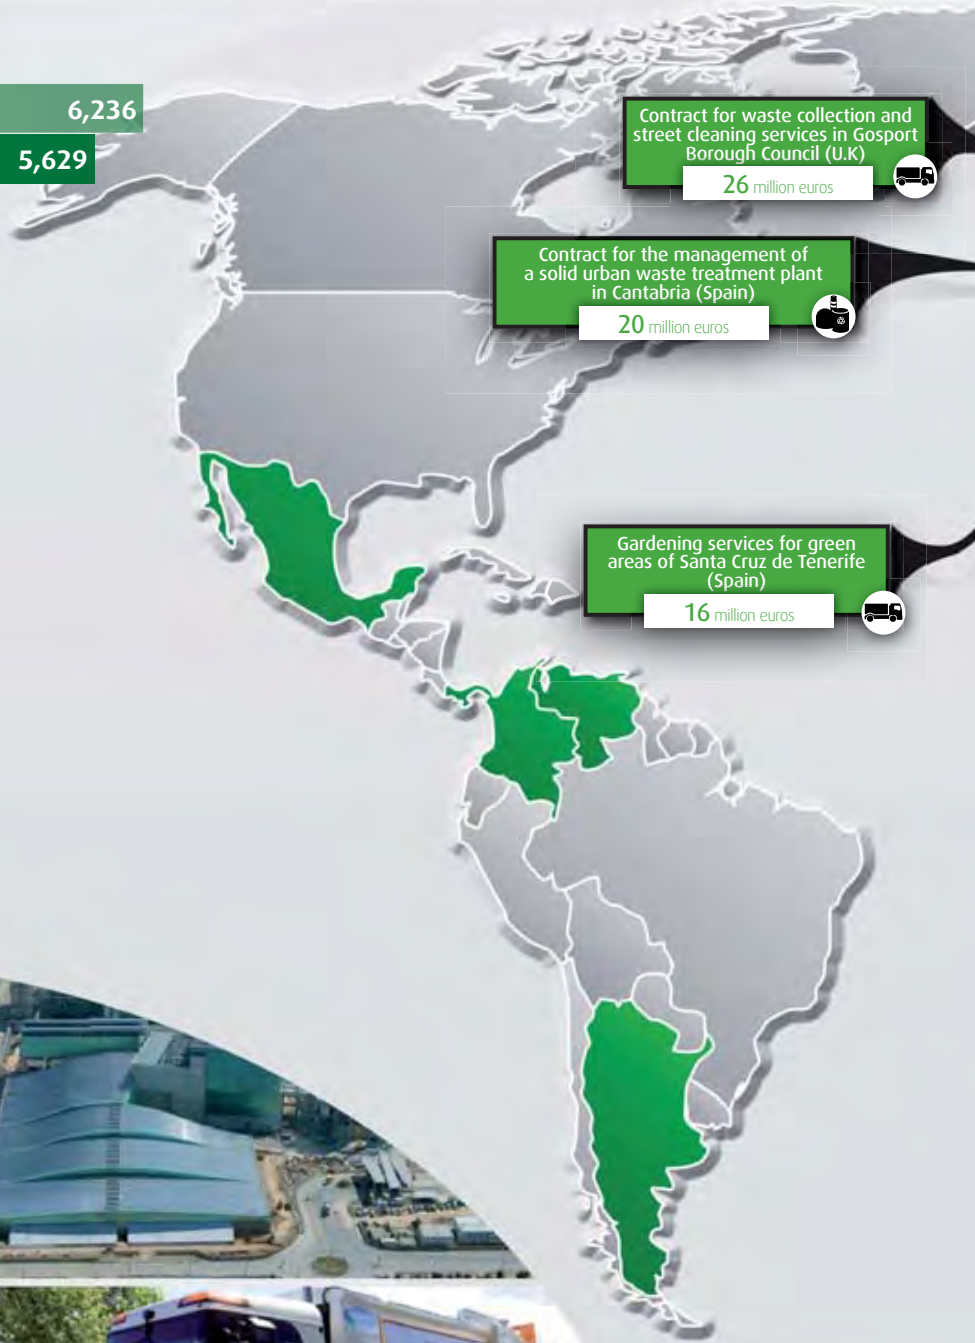 6,236
5,629
Contract for waste collection and
street cleaning services in Gosport
Borough Council (U.K)
26 million euros
Contract for the management of
a solid urban waste treatment plant
in Cantabria (Spain)
20 million euros
Gardening services for green
areas of Santa Cruz de Tenerife
(Spain)
16 million euros